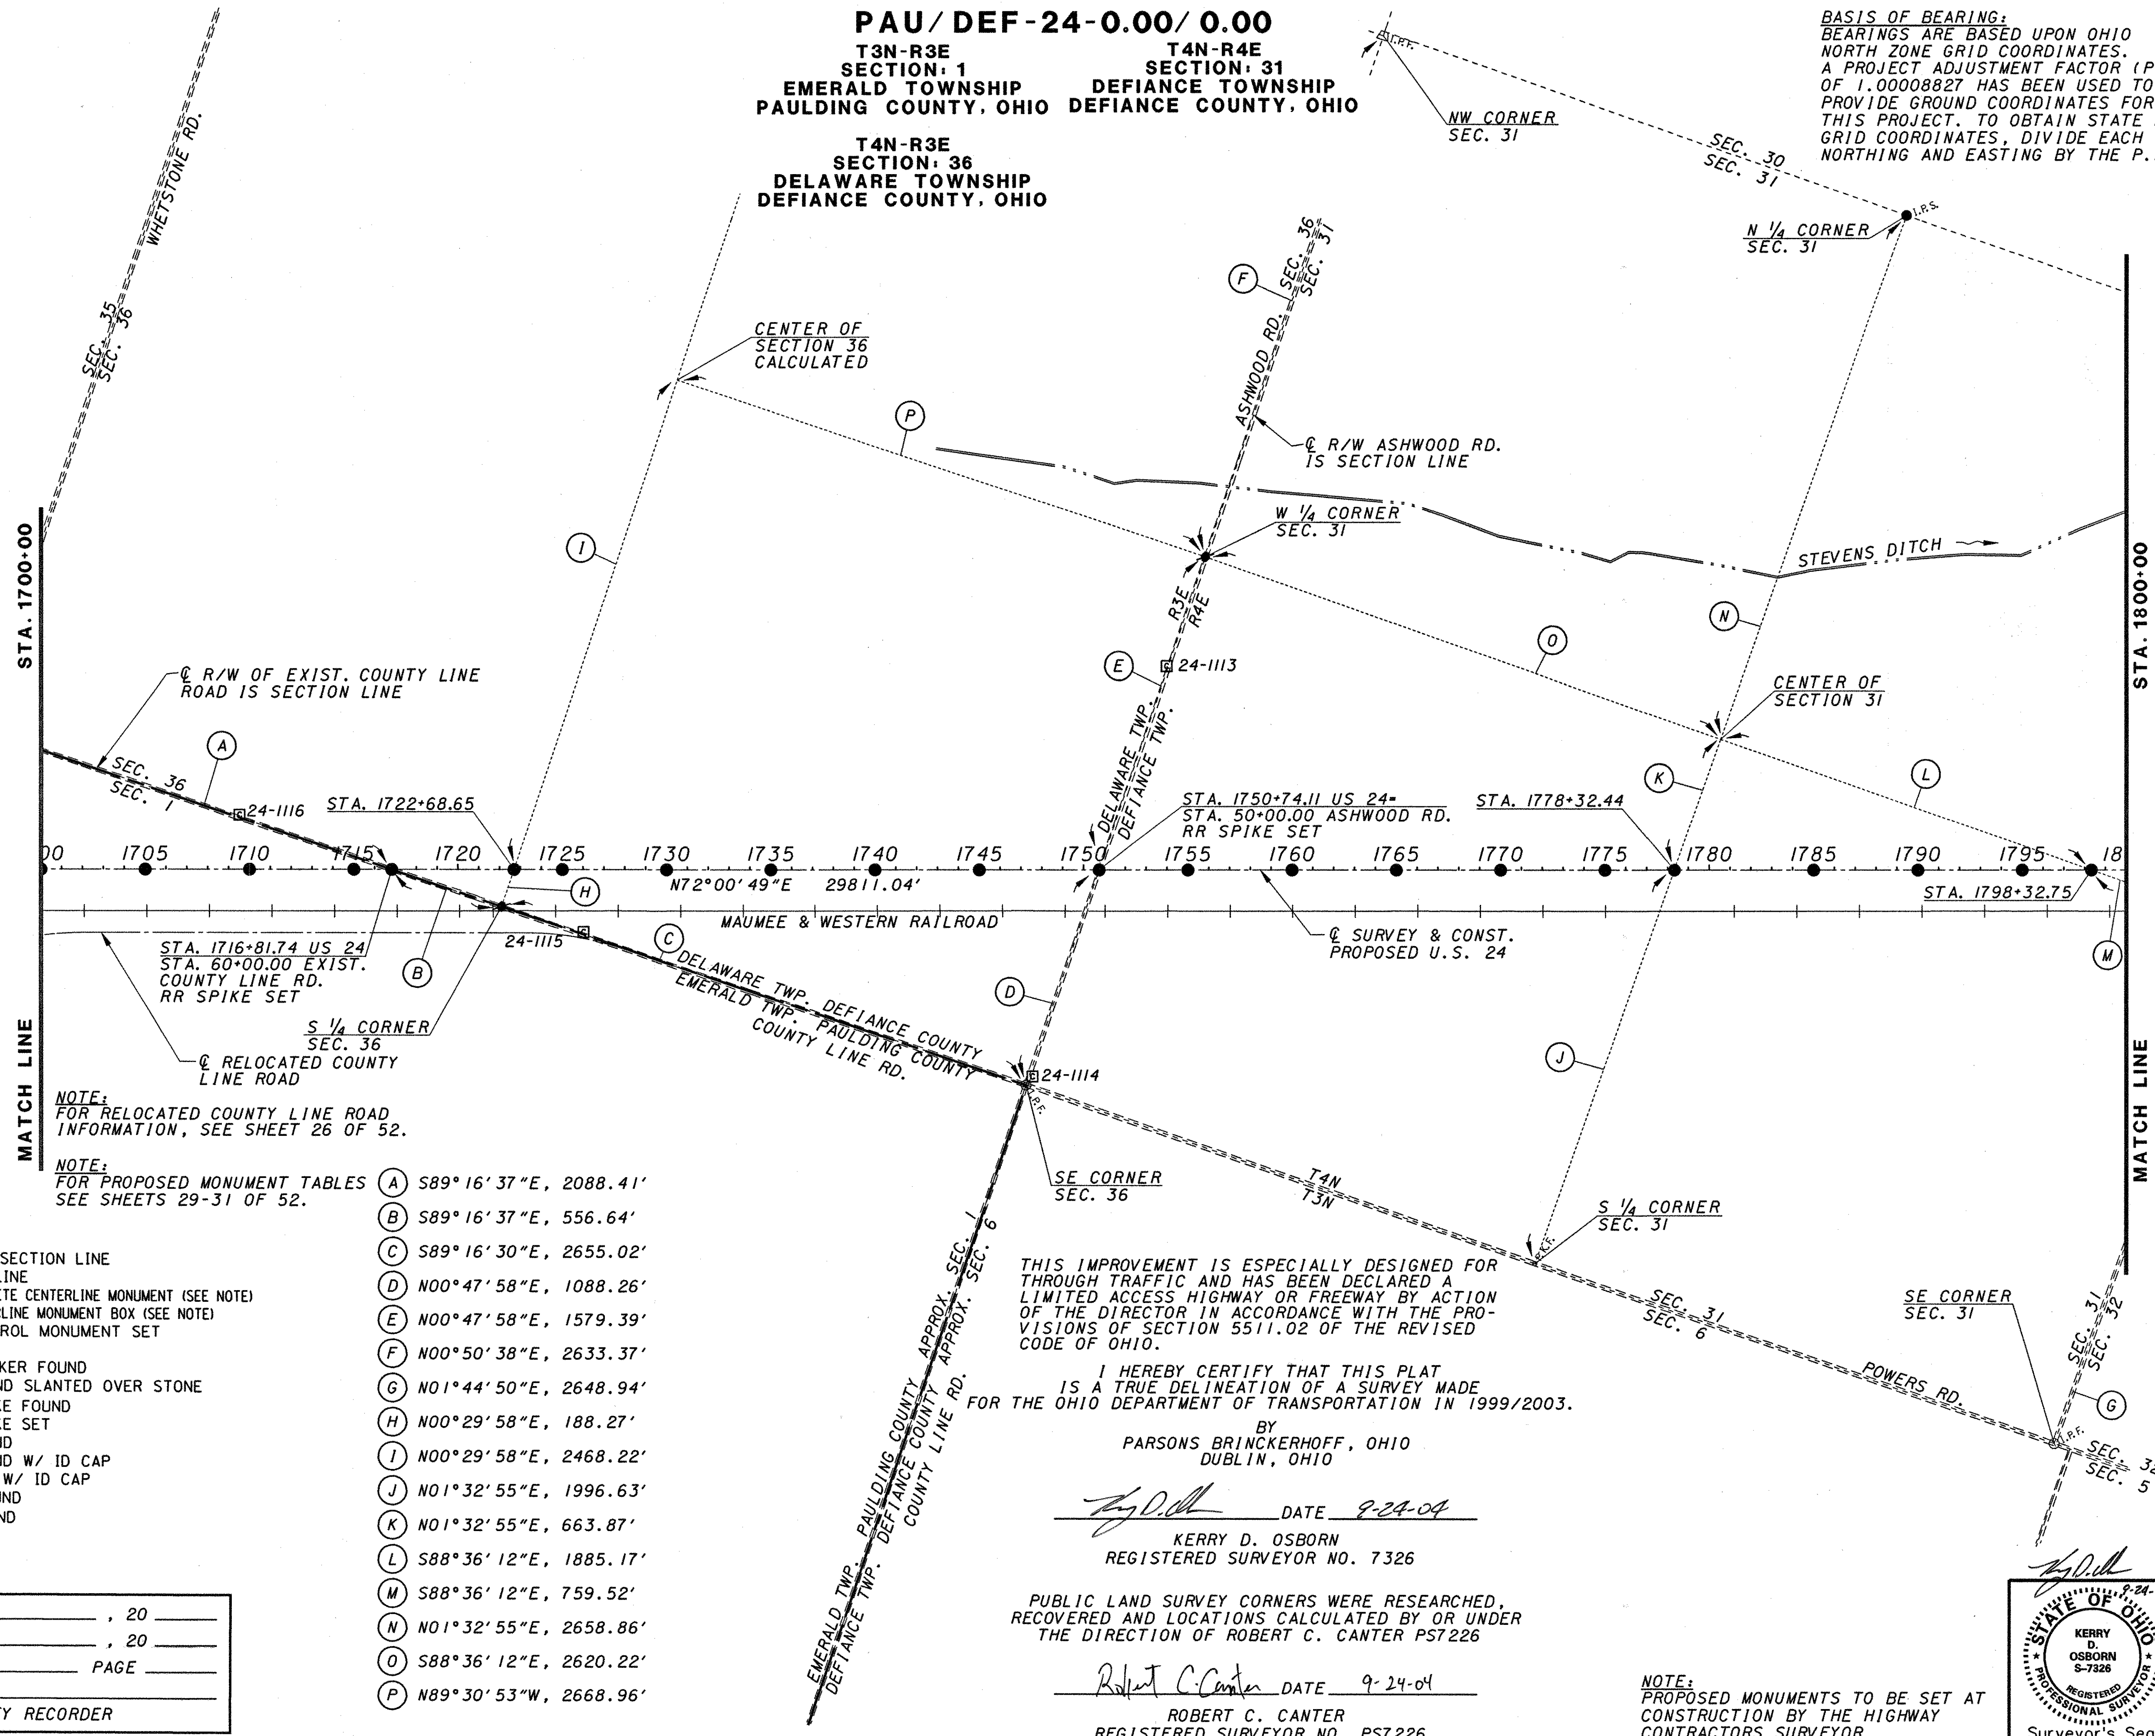 PAU/DEF-24-0.00/0.00
T3N-R3E
SECTION: 1
EMERALD TOWNSHIP
PAULDING COUNTY, OHIO
T4N-R4E
SECTION: 31
DEFIANCE TOWNSHIP
DEFIANCE COUNTY, OHIO
T4N-R3E
SECTION: 36
DELAWARE TOWNSHIP
DEFIANCE COUNTY, OHIO
BASIS OF BEARING:
BEARINGS ARE BASED UPON OHIO
NORTH ZONE GRID COORDINATES.
A PROJECT ADJUSTMENT FACTOR (P
OF 1.00008827 HAS BEEN USED TO
PROVIDE GROUND COORDINATES FOR
THIS PROJECT. TO OBTAIN STATE
GRID COORDINATES, DIVIDE EACH
NORTHING AND EASTING BY THE P.
I.P.F.
NW CORNER
SEC. 31
SEC. 30
SEC. 31
I.P.S.
N 1/4 CORNER
SEC. 31
WHETSTONE RD.
SEC. 35
SEC. 36
CENTER OF
SECTION 36
CALCULATED
SEC. 36
SEC. 31
F
ASHWOOD RD.
P
℄ R/W ASHWOOD RD.
IS SECTION LINE
W 1/4 CORNER
SEC. 31
STEVENS DITCH
I
R3E
R4E
N
O
E
24-1113
STA. 1700+00
STA. 1800+00
℄ R/W OF EXIST. COUNTY LINE
ROAD IS SECTION LINE
CENTER OF
SECTION 31
A
SEC. 36
SEC. 1
24-1116
STA. 1722+68.65
DELAWARE TWP.
DEFIANCE TWP.
STA. 1750+74.11 US 24=
STA. 50+00.00 ASHWOOD RD.
RR SPIKE SET
STA. 1778+32.44
K
L
00 1705 1710 1715 1720 1725 1730 1735 1740 1745 1750 1755 1760 1765 1770 1775 1780 1785 1790 1795 18
N72°00'49"E 29811.04'
H
STA. 1798+32.75
MAUMEE & WESTERN RAILROAD
24-1115
C
STA. 1716+81.74 US 24
STA. 60+00.00 EXIST.
COUNTY LINE RD.
RR SPIKE SET
B
℄ SURVEY & CONST.
PROPOSED U.S. 24
M
D
DELAWARE TWP. DEFIANCE COUNTY
EMERALD TWP. PAULDING COUNTY
COUNTY LINE RD.
S 1/4 CORNER
SEC. 36
℄ RELOCATED COUNTY
LINE ROAD
MATCH LINE
MATCH LINE
J
24-1114
I.P.F.
NOTE:
FOR RELOCATED COUNTY LINE ROAD
INFORMATION, SEE SHEET 26 OF 52.
NOTE:
FOR PROPOSED MONUMENT TABLES
SEE SHEETS 29-31 OF 52.
SE CORNER
SEC. 36
T4N
T3N
S 1/4 CORNER
SEC. 31
P.K.F.
A S89°16'37"E, 2088.41'
B S89°16'37"E, 556.64'
C S89°16'30"E, 2655.02'
D N00°47'58"E, 1088.26'
E N00°47'58"E, 1579.39'
F N00°50'38"E, 2633.37'
G N01°44'50"E, 2648.94'
H N00°29'58"E, 188.27'
I N00°29'58"E, 2468.22'
J N01°32'55"E, 1996.63'
K N01°32'55"E, 663.87'
L S88°36'12"E, 1885.17'
M S88°36'12"E, 759.52'
N N01°32'55"E, 2658.86'
O S88°36'12"E, 2620.22'
P N89°30'53"W, 2668.96'
SECTION LINE
LINE
TE CENTERLINE MONUMENT (SEE NOTE)
RLINE MONUMENT BOX (SEE NOTE)
ROL MONUMENT SET
KER FOUND
ND SLANTED OVER STONE
KE FOUND
KE SET
ND
ND W/ ID CAP
W/ ID CAP
UND
ND
, 20
, 20
PAGE
Y RECORDER
SEC. 1
SEC. 6
PAULDING COUNTY APPROX.
DEFIANCE COUNTY APPROX.
COUNTY LINE RD.
EMERALD TWP.
DEFIANCE TWP.
THIS IMPROVEMENT IS ESPECIALLY DESIGNED FOR
THROUGH TRAFFIC AND HAS BEEN DECLARED A
LIMITED ACCESS HIGHWAY OR FREEWAY BY ACTION
OF THE DIRECTOR IN ACCORDANCE WITH THE PRO-
VISIONS OF SECTION 5511.02 OF THE REVISED
CODE OF OHIO.
I HEREBY CERTIFY THAT THIS PLAT
IS A TRUE DELINEATION OF A SURVEY MADE
FOR THE OHIO DEPARTMENT OF TRANSPORTATION IN 1999/2003.
BY
PARSONS BRINCKERHOFF, OHIO
DUBLIN, OHIO
DATE 9-24-04
KERRY D. OSBORN
REGISTERED SURVEYOR NO. 7326
PUBLIC LAND SURVEY CORNERS WERE RESEARCHED,
RECOVERED AND LOCATIONS CALCULATED BY OR UNDER
THE DIRECTION OF ROBERT C. CANTER PS7226
Robert C. Canter DATE 9-24-04
ROBERT C. CANTER
REGISTERED SURVEYOR NO. PS7226
SEC. 31
SEC. 6
POWERS RD.
SE CORNER
SEC. 31
SEC. 31
SEC. 32
G
I.P.F.
SEC. 32
SEC. 5
NOTE:
PROPOSED MONUMENTS TO BE SET AT
CONSTRUCTION BY THE HIGHWAY
CONTRACTORS SURVEYOR
9-24-
STATE OF OHIO
KERRY
D.
OSBORN
S-7326
REGISTERED
PROFESSIONAL SURVEYOR
Surveyor's Seal